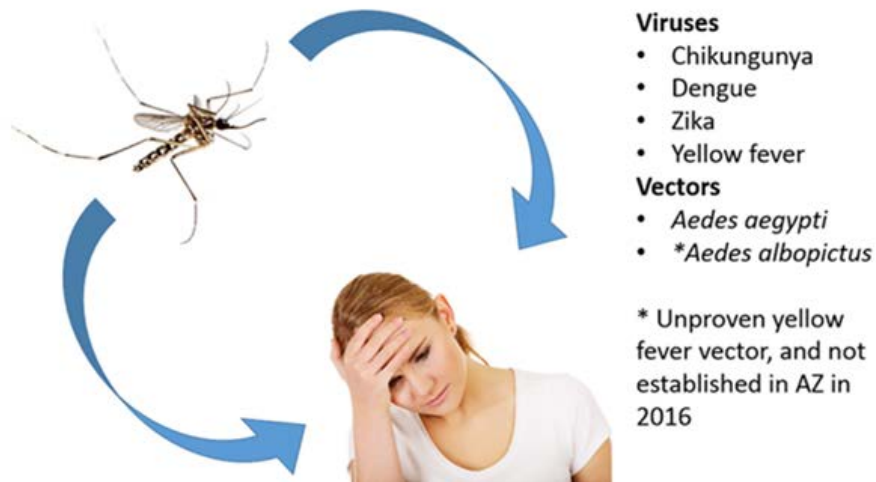 Viruses
• Chikungunya
• Dengue
• Zika
• Yellow fever
Vectors
• Aedes aegypti
• *Aedes albopictus
* Unproven yellow
fever vector, and not
established in AZ in
2016